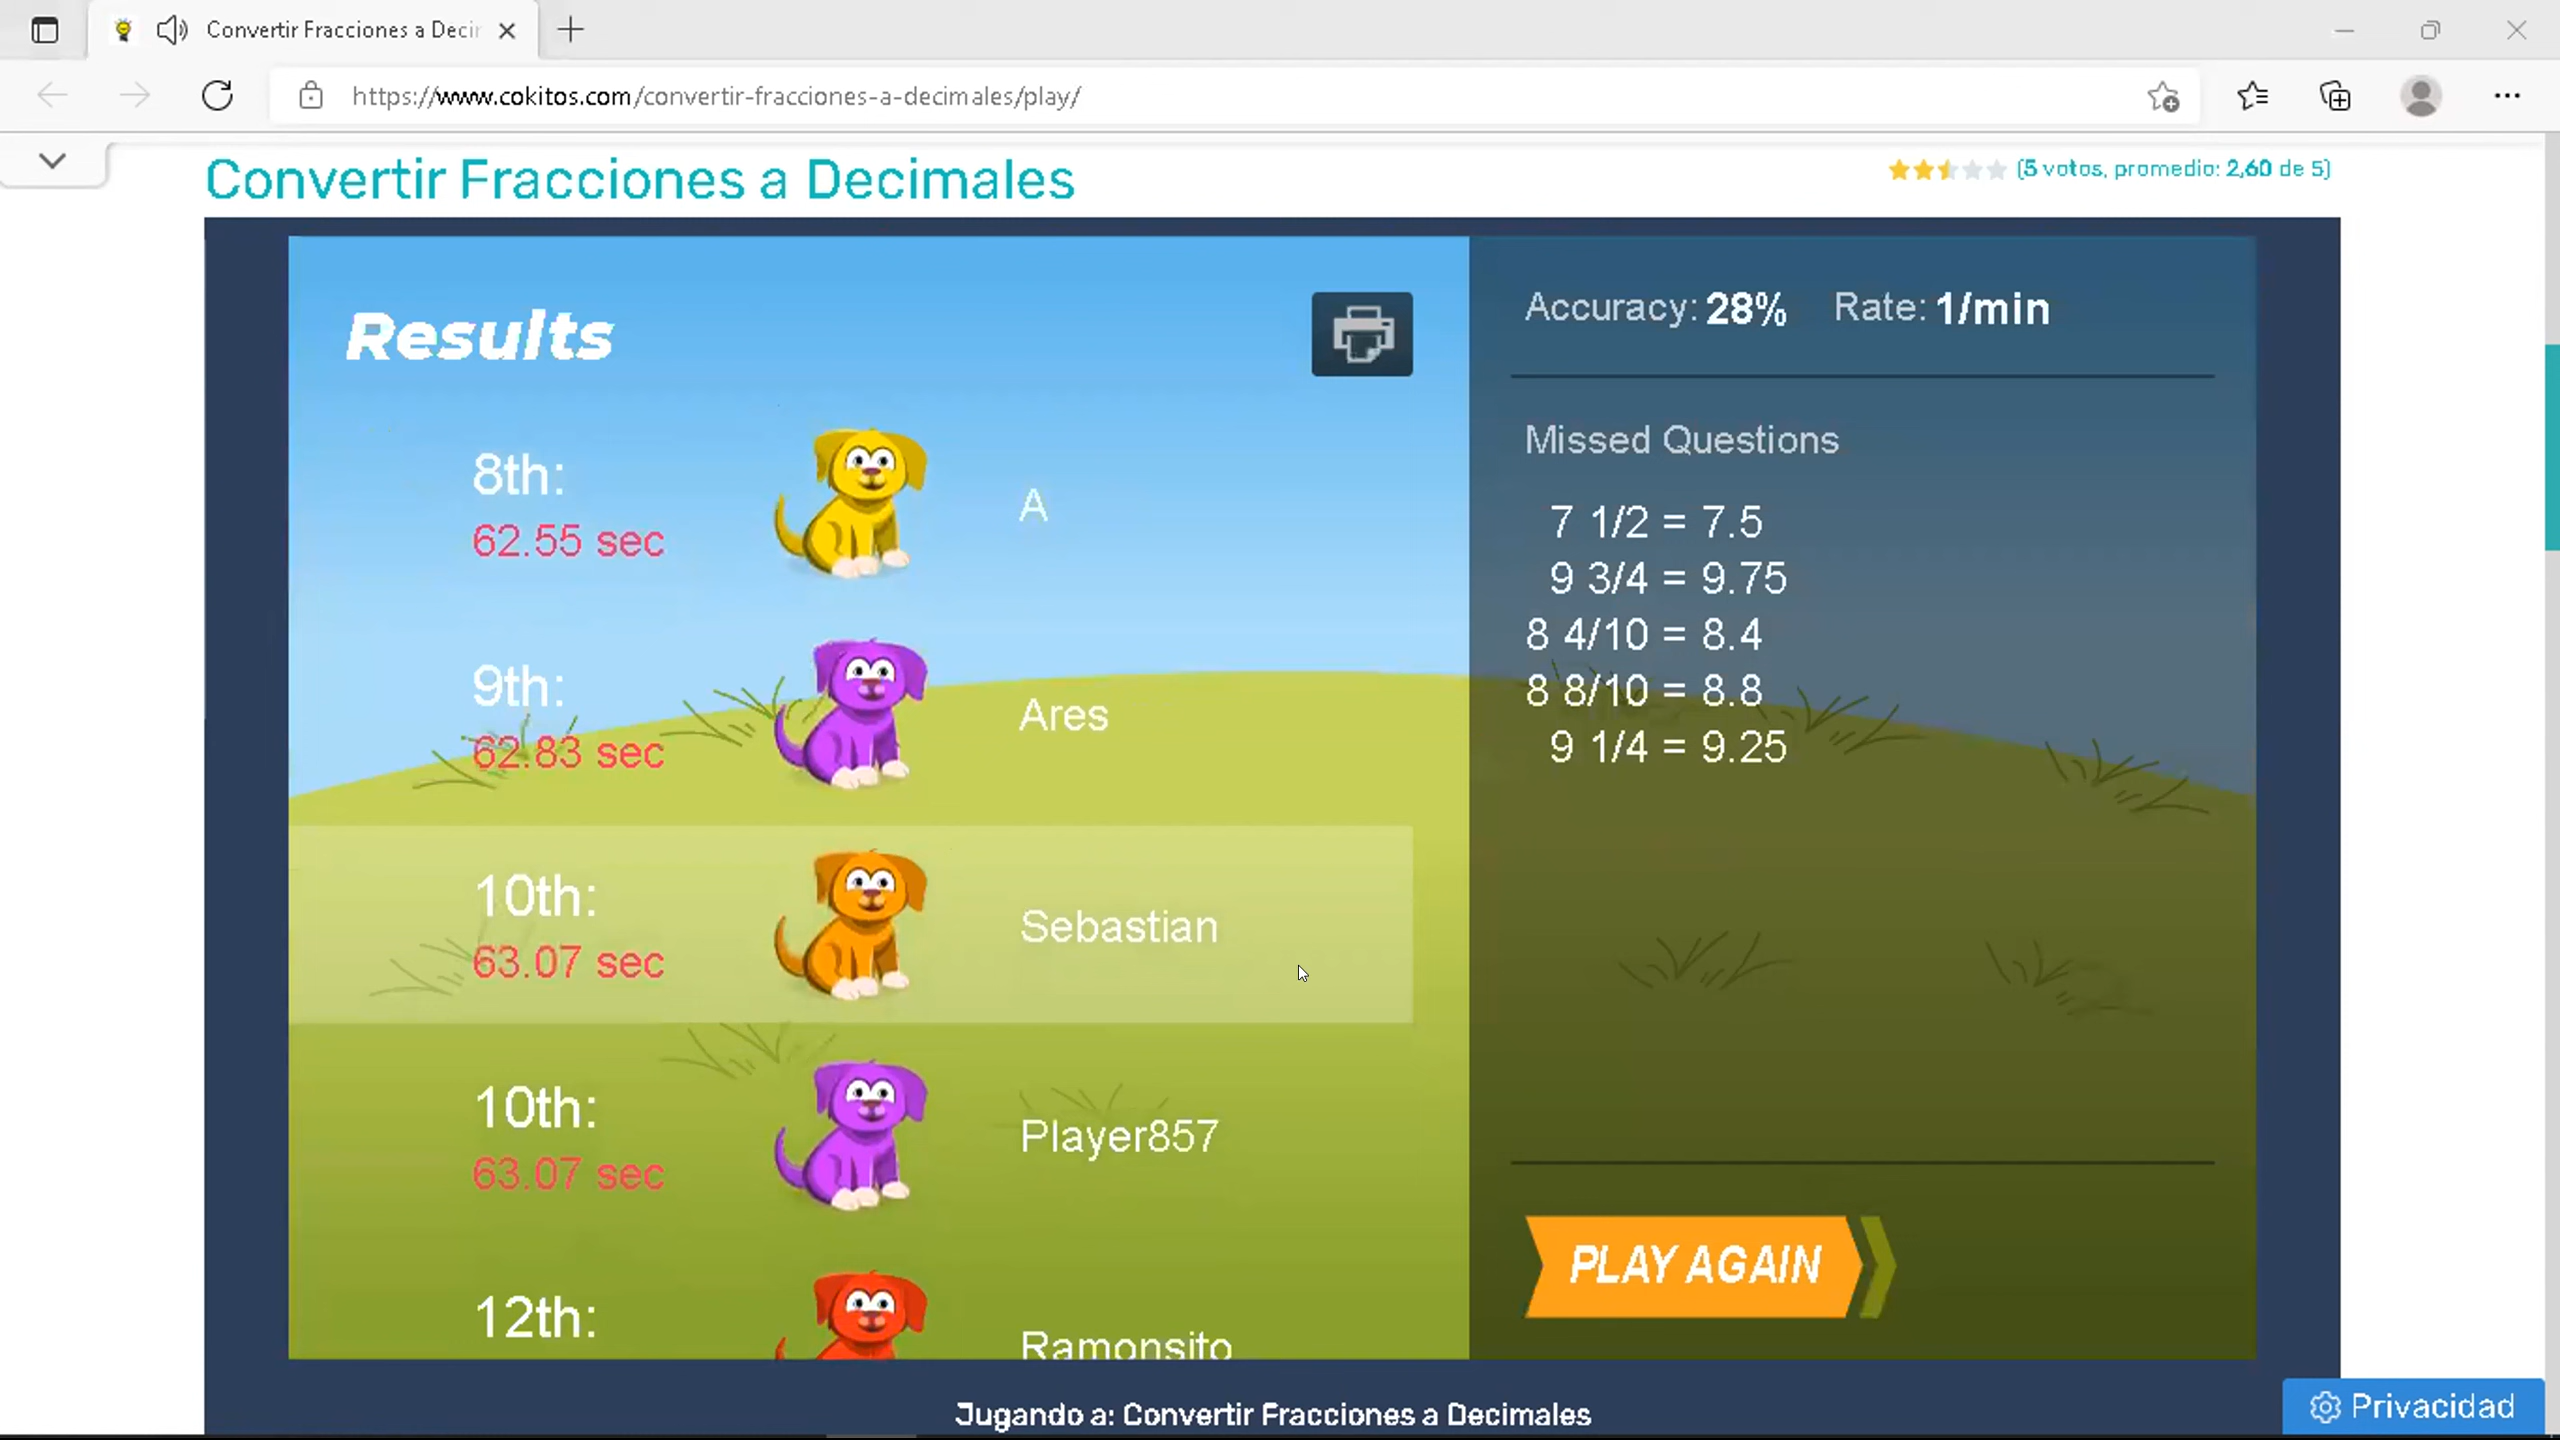 Convertir Fracciones a Decir
https://www.cokitos.com/convertir-fracciones-a-decimales/play/
Convertir Fracciones a Decimales
(5 votos, promedio: 2,60 de 5)
Results
8th:
62.55 sec
A
9th:
62.83 sec
Ares
10th:
63.07 sec
Sebastian
10th:
63.07 sec
Player857
12th:
Ramonsito
Accuracy: 28% Rate: 1/min
Missed Questions
7 1/2 = 7.5
9 3/4 = 9.75
8 4/10 = 8.4
8 8/10 = 8.8
9 1/4 = 9.25
PLAY AGAIN
Jugando a: Convertir Fracciones a Decimales
Privacidad